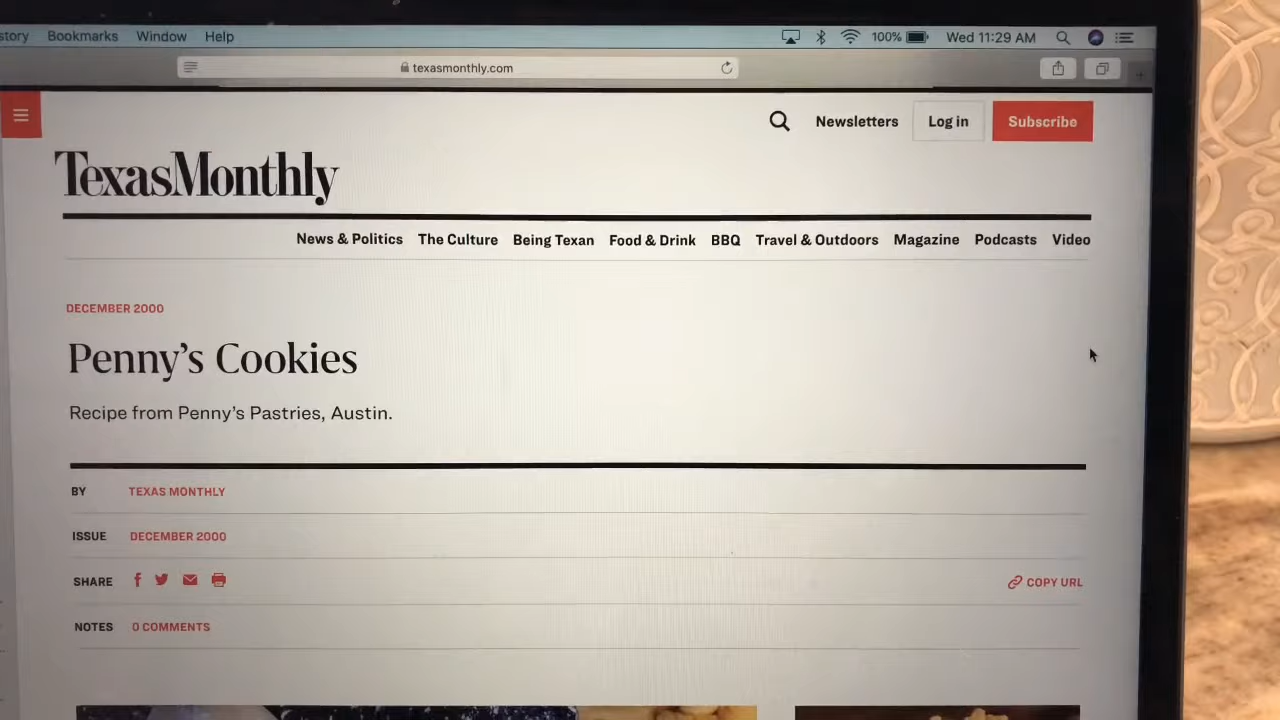 story Bookmarks Window Help 100% Wed 11:29 AM
texasmonthly.com
Newsletters Log in Subscribe
TexasMonthly
News & Politics The Culture Being Texan Food & Drink BBQ Travel & Outdoors Magazine Podcasts Video
DECEMBER 2000
Penny's Cookies
Recipe from Penny's Pastries, Austin.
BY TEXAS MONTHLY
ISSUE DECEMBER 2000
SHARE COPY URL
NOTES 0 COMMENTS